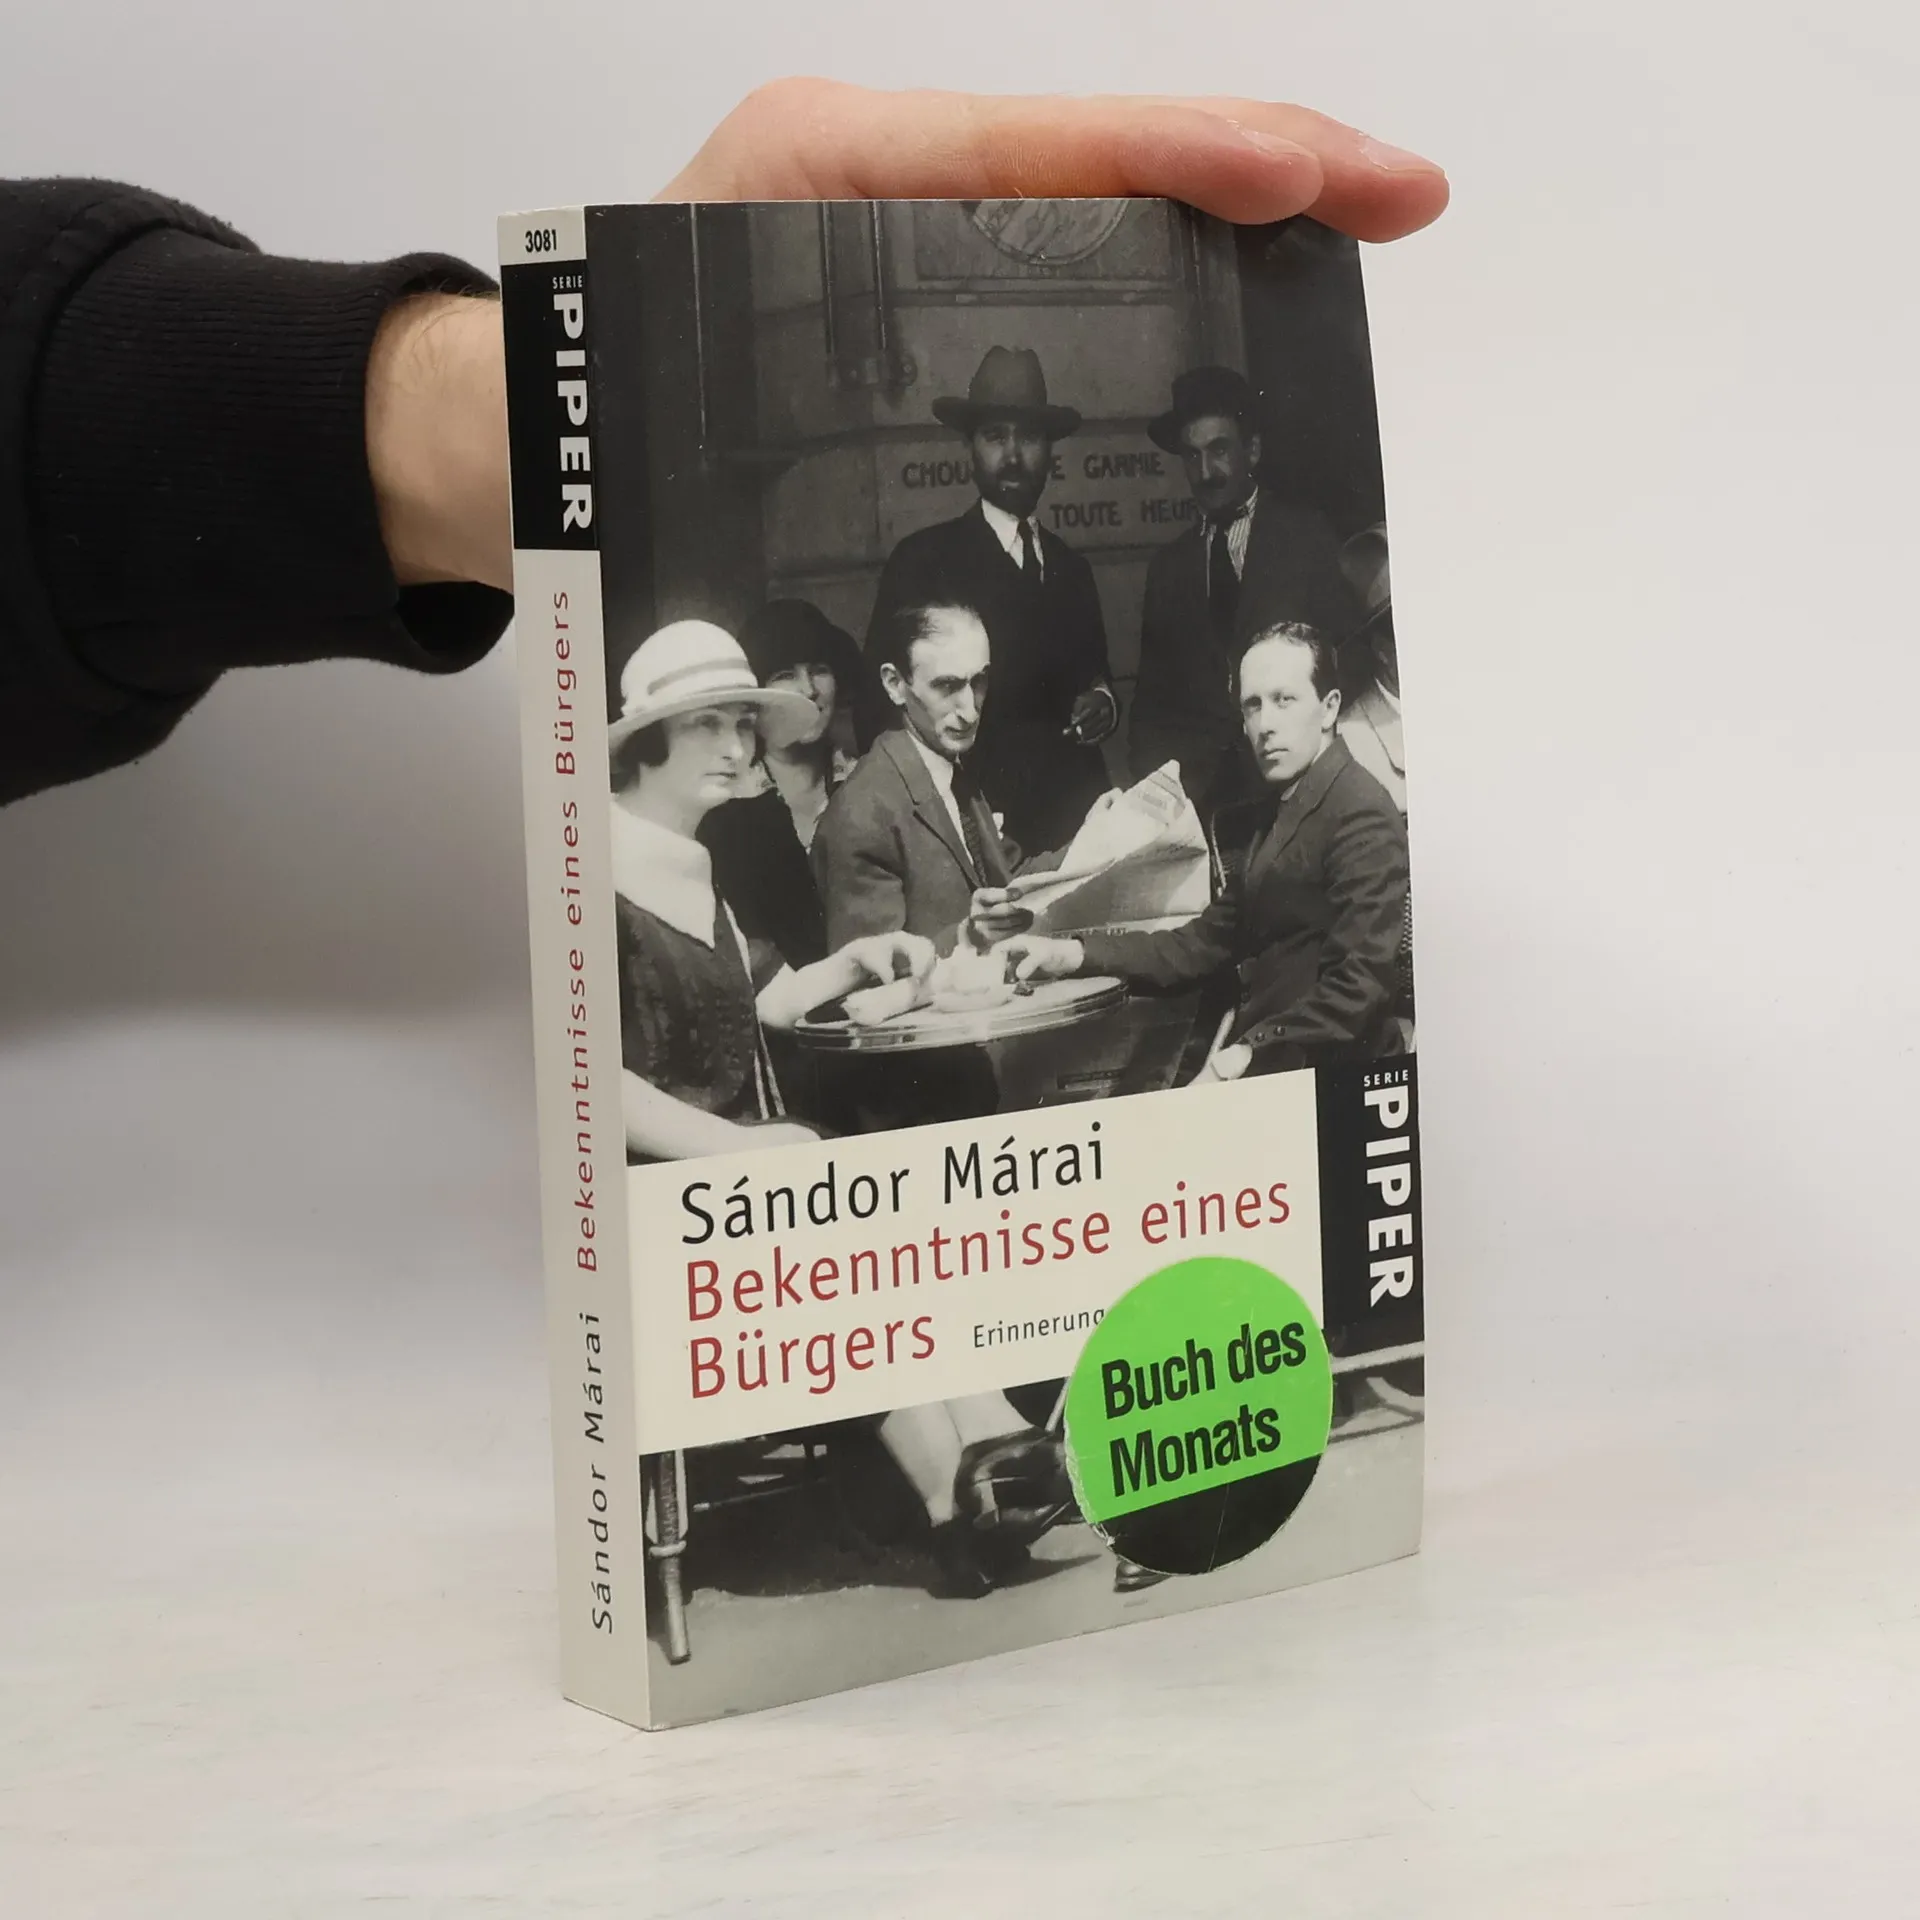 3081
SERIE
PIPER
Sándor Márai Bekenntnisse eines Bürgers
GARNIE
TOUTE HEUR
Sándor Márai
Bekenntnisse eines
Bürgers Erinnerung
SERIE
PIPER
Buch des
Monats